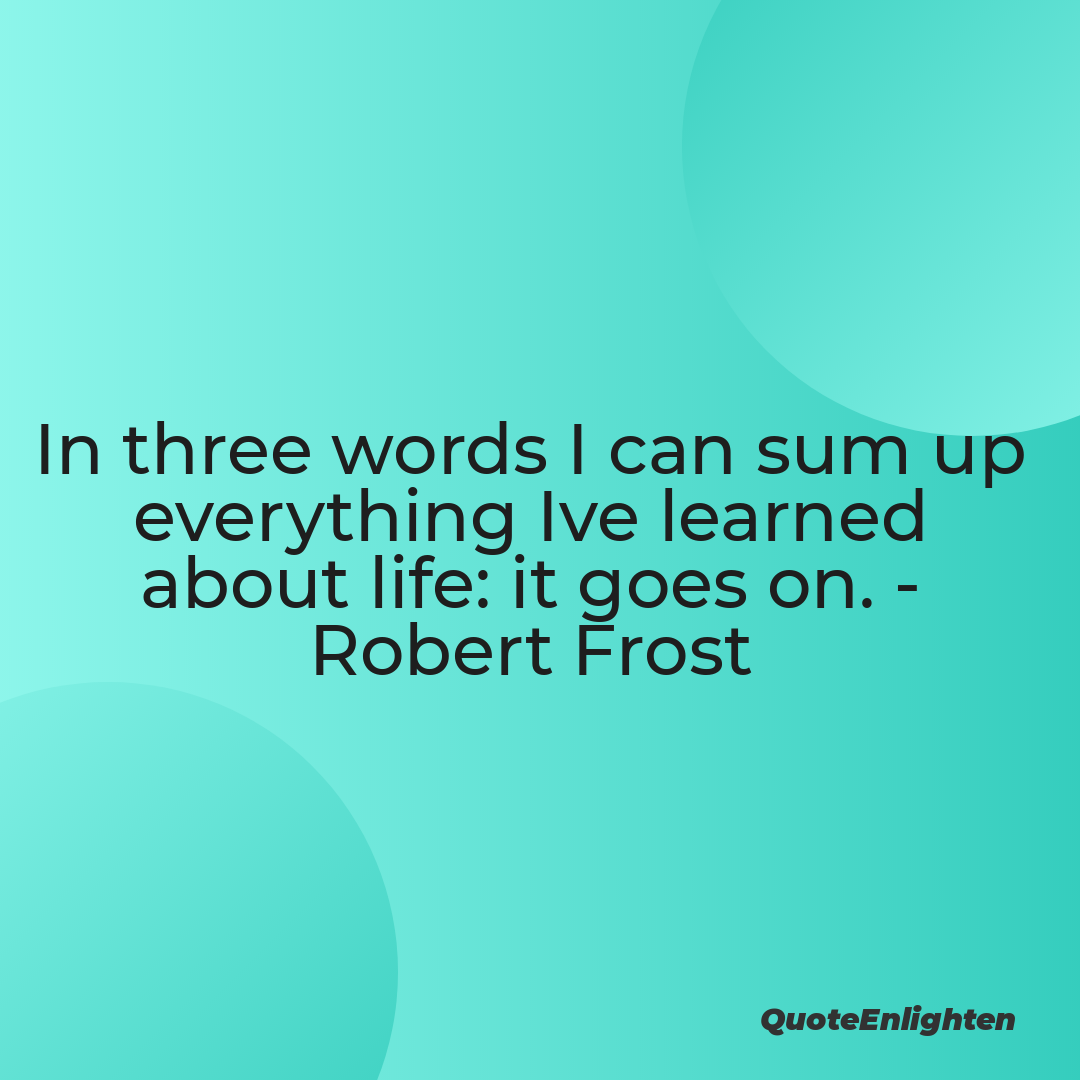 In three words I can sum up
everything Ive learned
about life: it goes on. -
Robert Frost
QuoteEnlighten